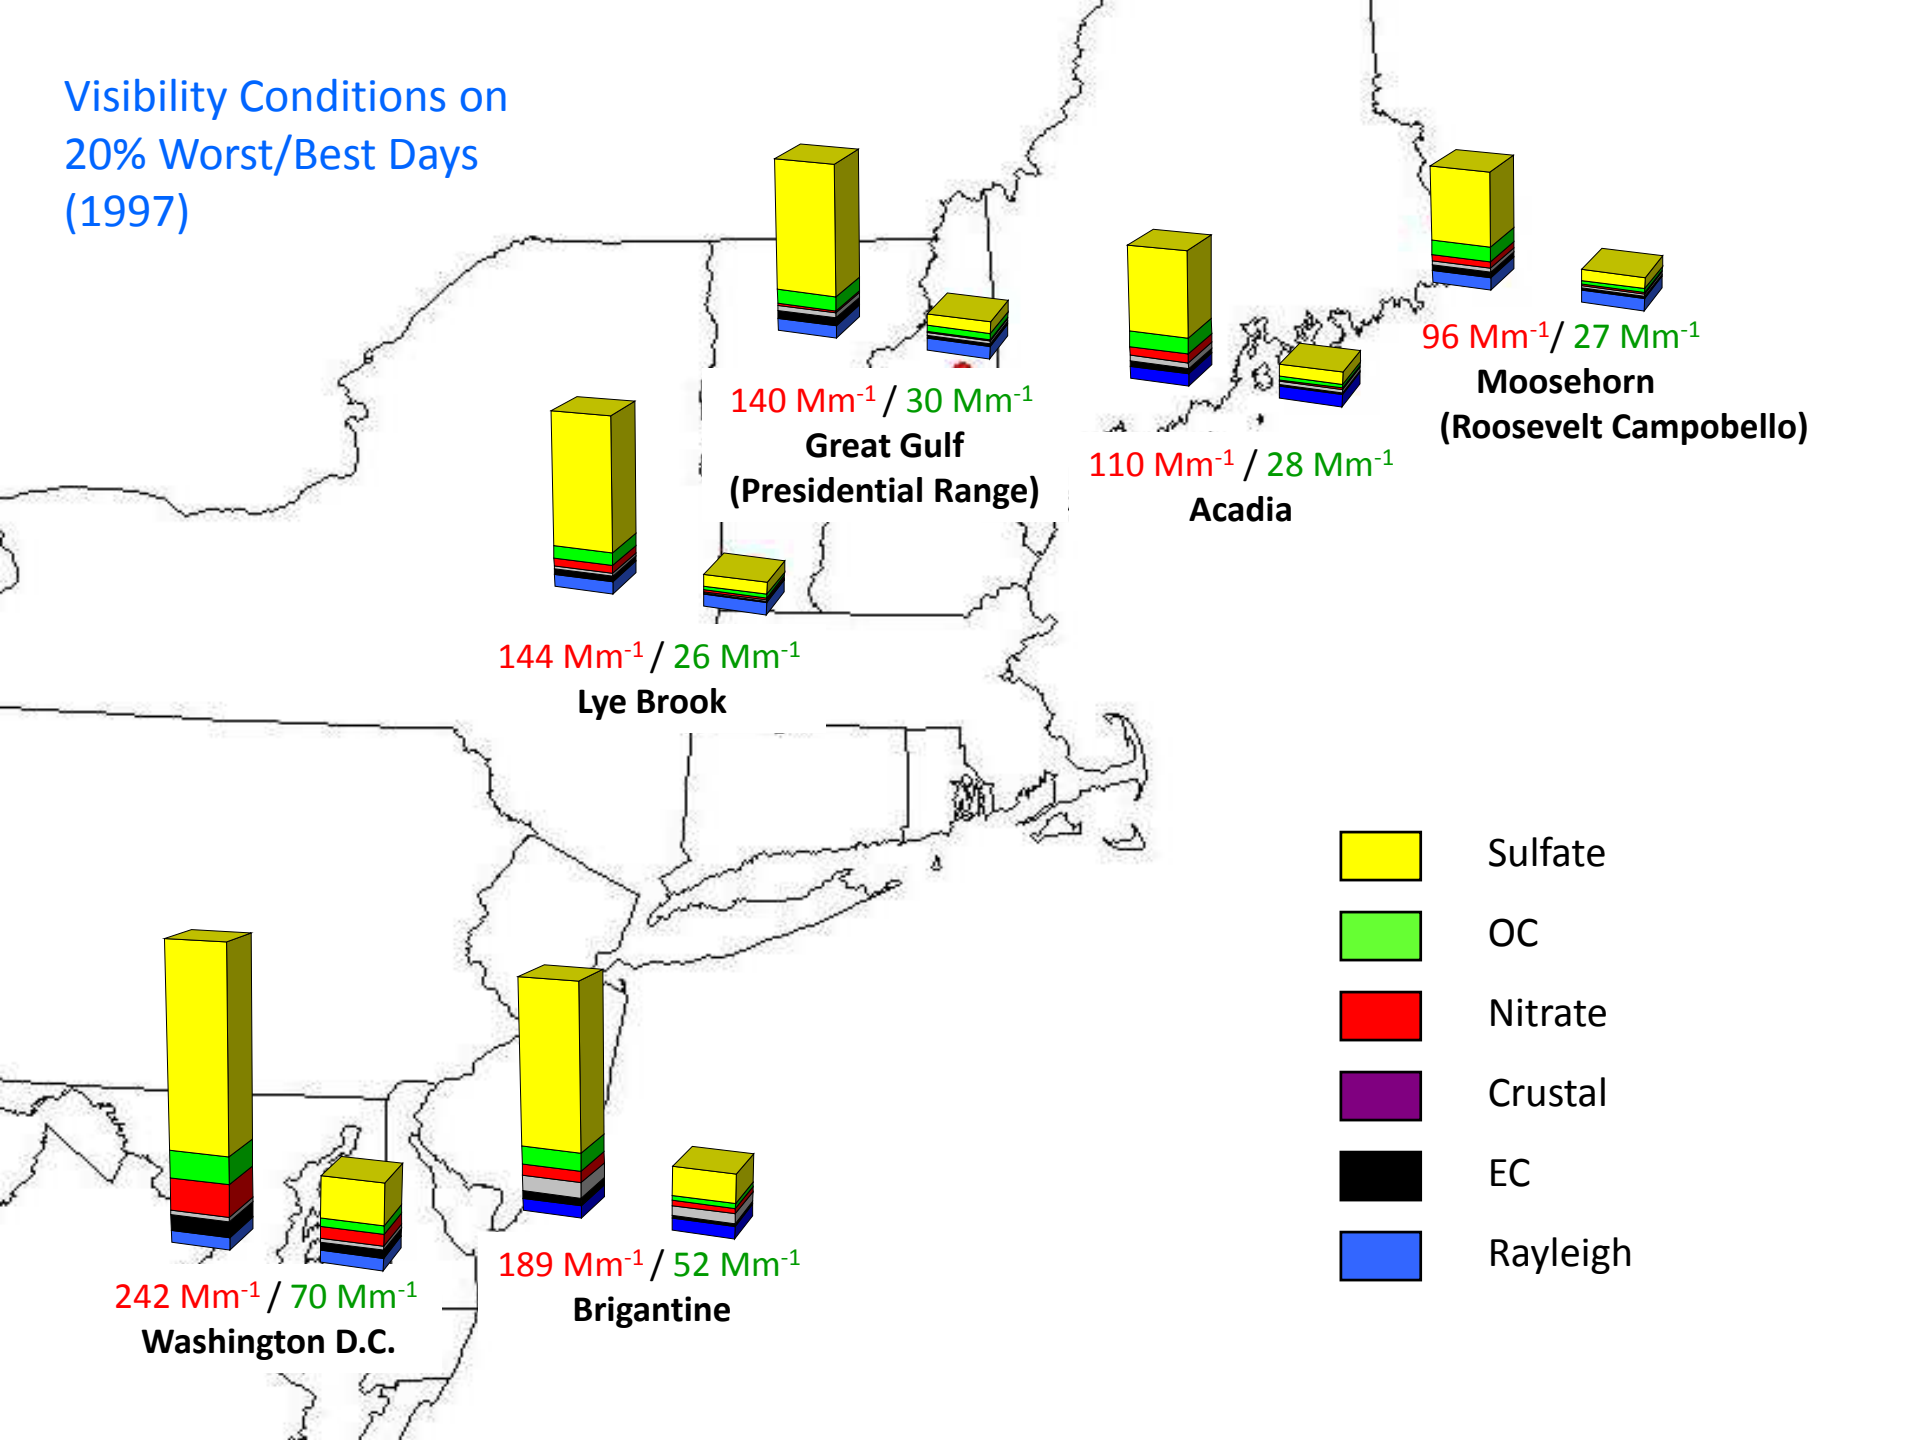 Visibility Conditions on
20% Worst/Best Days
(1997)
96 Mm⁻¹/ 27 Mm⁻¹
Moosehorn
(Roosevelt Campobello)
140 Mm⁻¹ / 30 Mm⁻¹
Great Gulf
(Presidential Range)
110 Mm⁻¹ / 28 Mm⁻¹
Acadia
144 Mm⁻¹ / 26 Mm⁻¹
Lye Brook
Sulfate
OC
Nitrate
Crustal
EC
Rayleigh
189 Mm⁻¹ / 52 Mm⁻¹
Brigantine
242 Mm⁻¹ / 70 Mm⁻¹
Washington D.C.